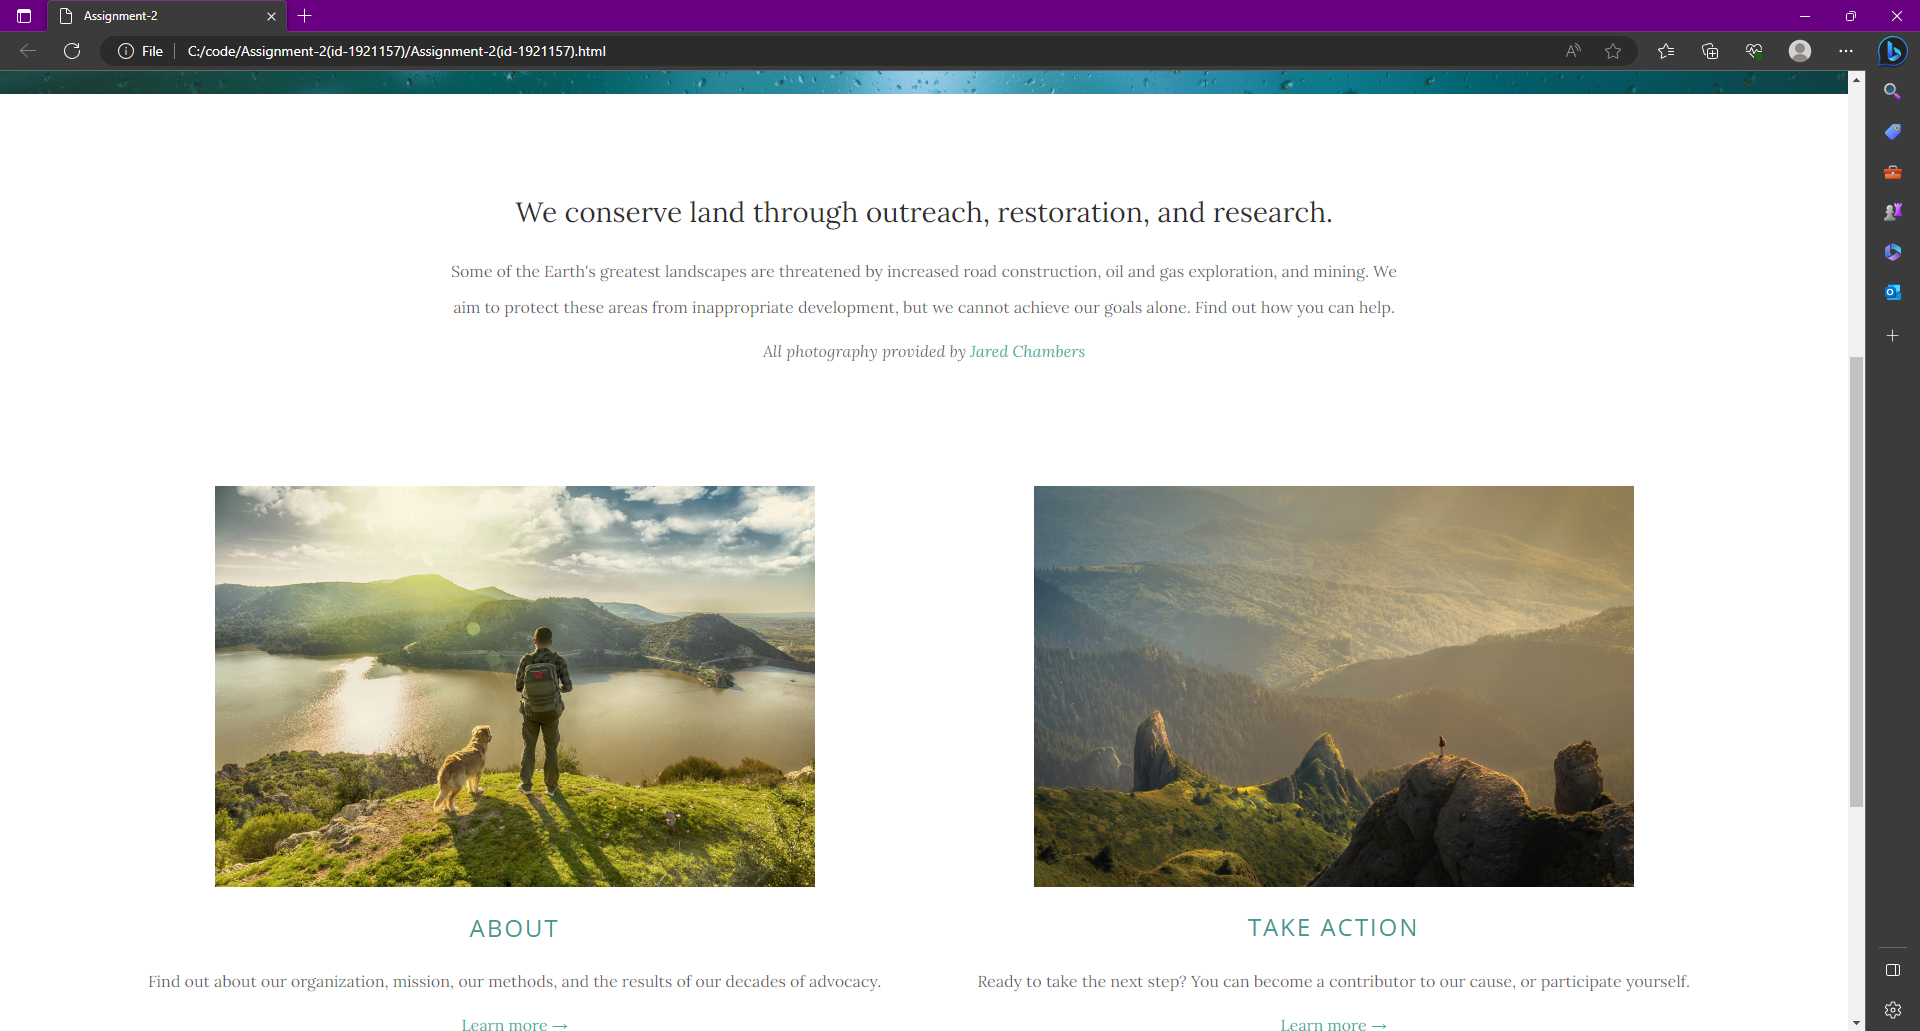 Assignment-2
File
C:/code/Assignment-2(id-1921157)/Assignment-2(id-1921157).html
We conserve land through outreach, restoration, and research.
Some of the Earth's greatest landscapes are threatened by increased road construction, oil and gas exploration, and mining. We
aim to protect these areas from inappropriate development, but we cannot achieve our goals alone. Find out how you can help.
All photography provided by Jared Chambers
ABOUT
Find out about our organization, mission, our methods, and the results of our decades of advocacy.
Learn more →
TAKE ACTION
Ready to take the next step? You can become a contributor to our cause, or participate yourself.
Learn more →